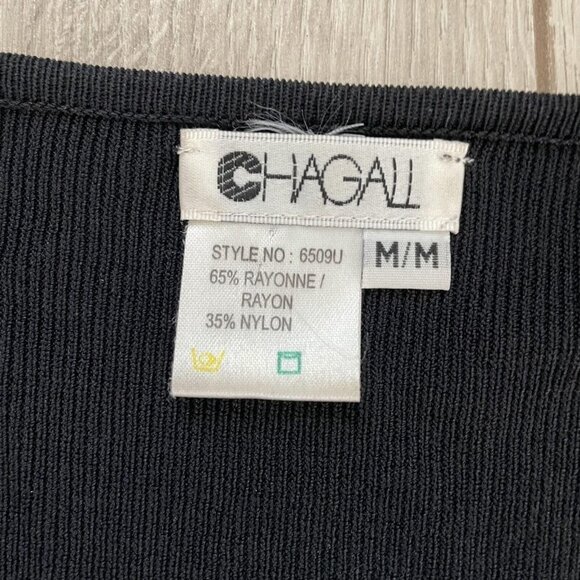 CHAGALL
STYLE NO : 6509U
65% RAYONNE /
RAYON
35% NYLON
M/M